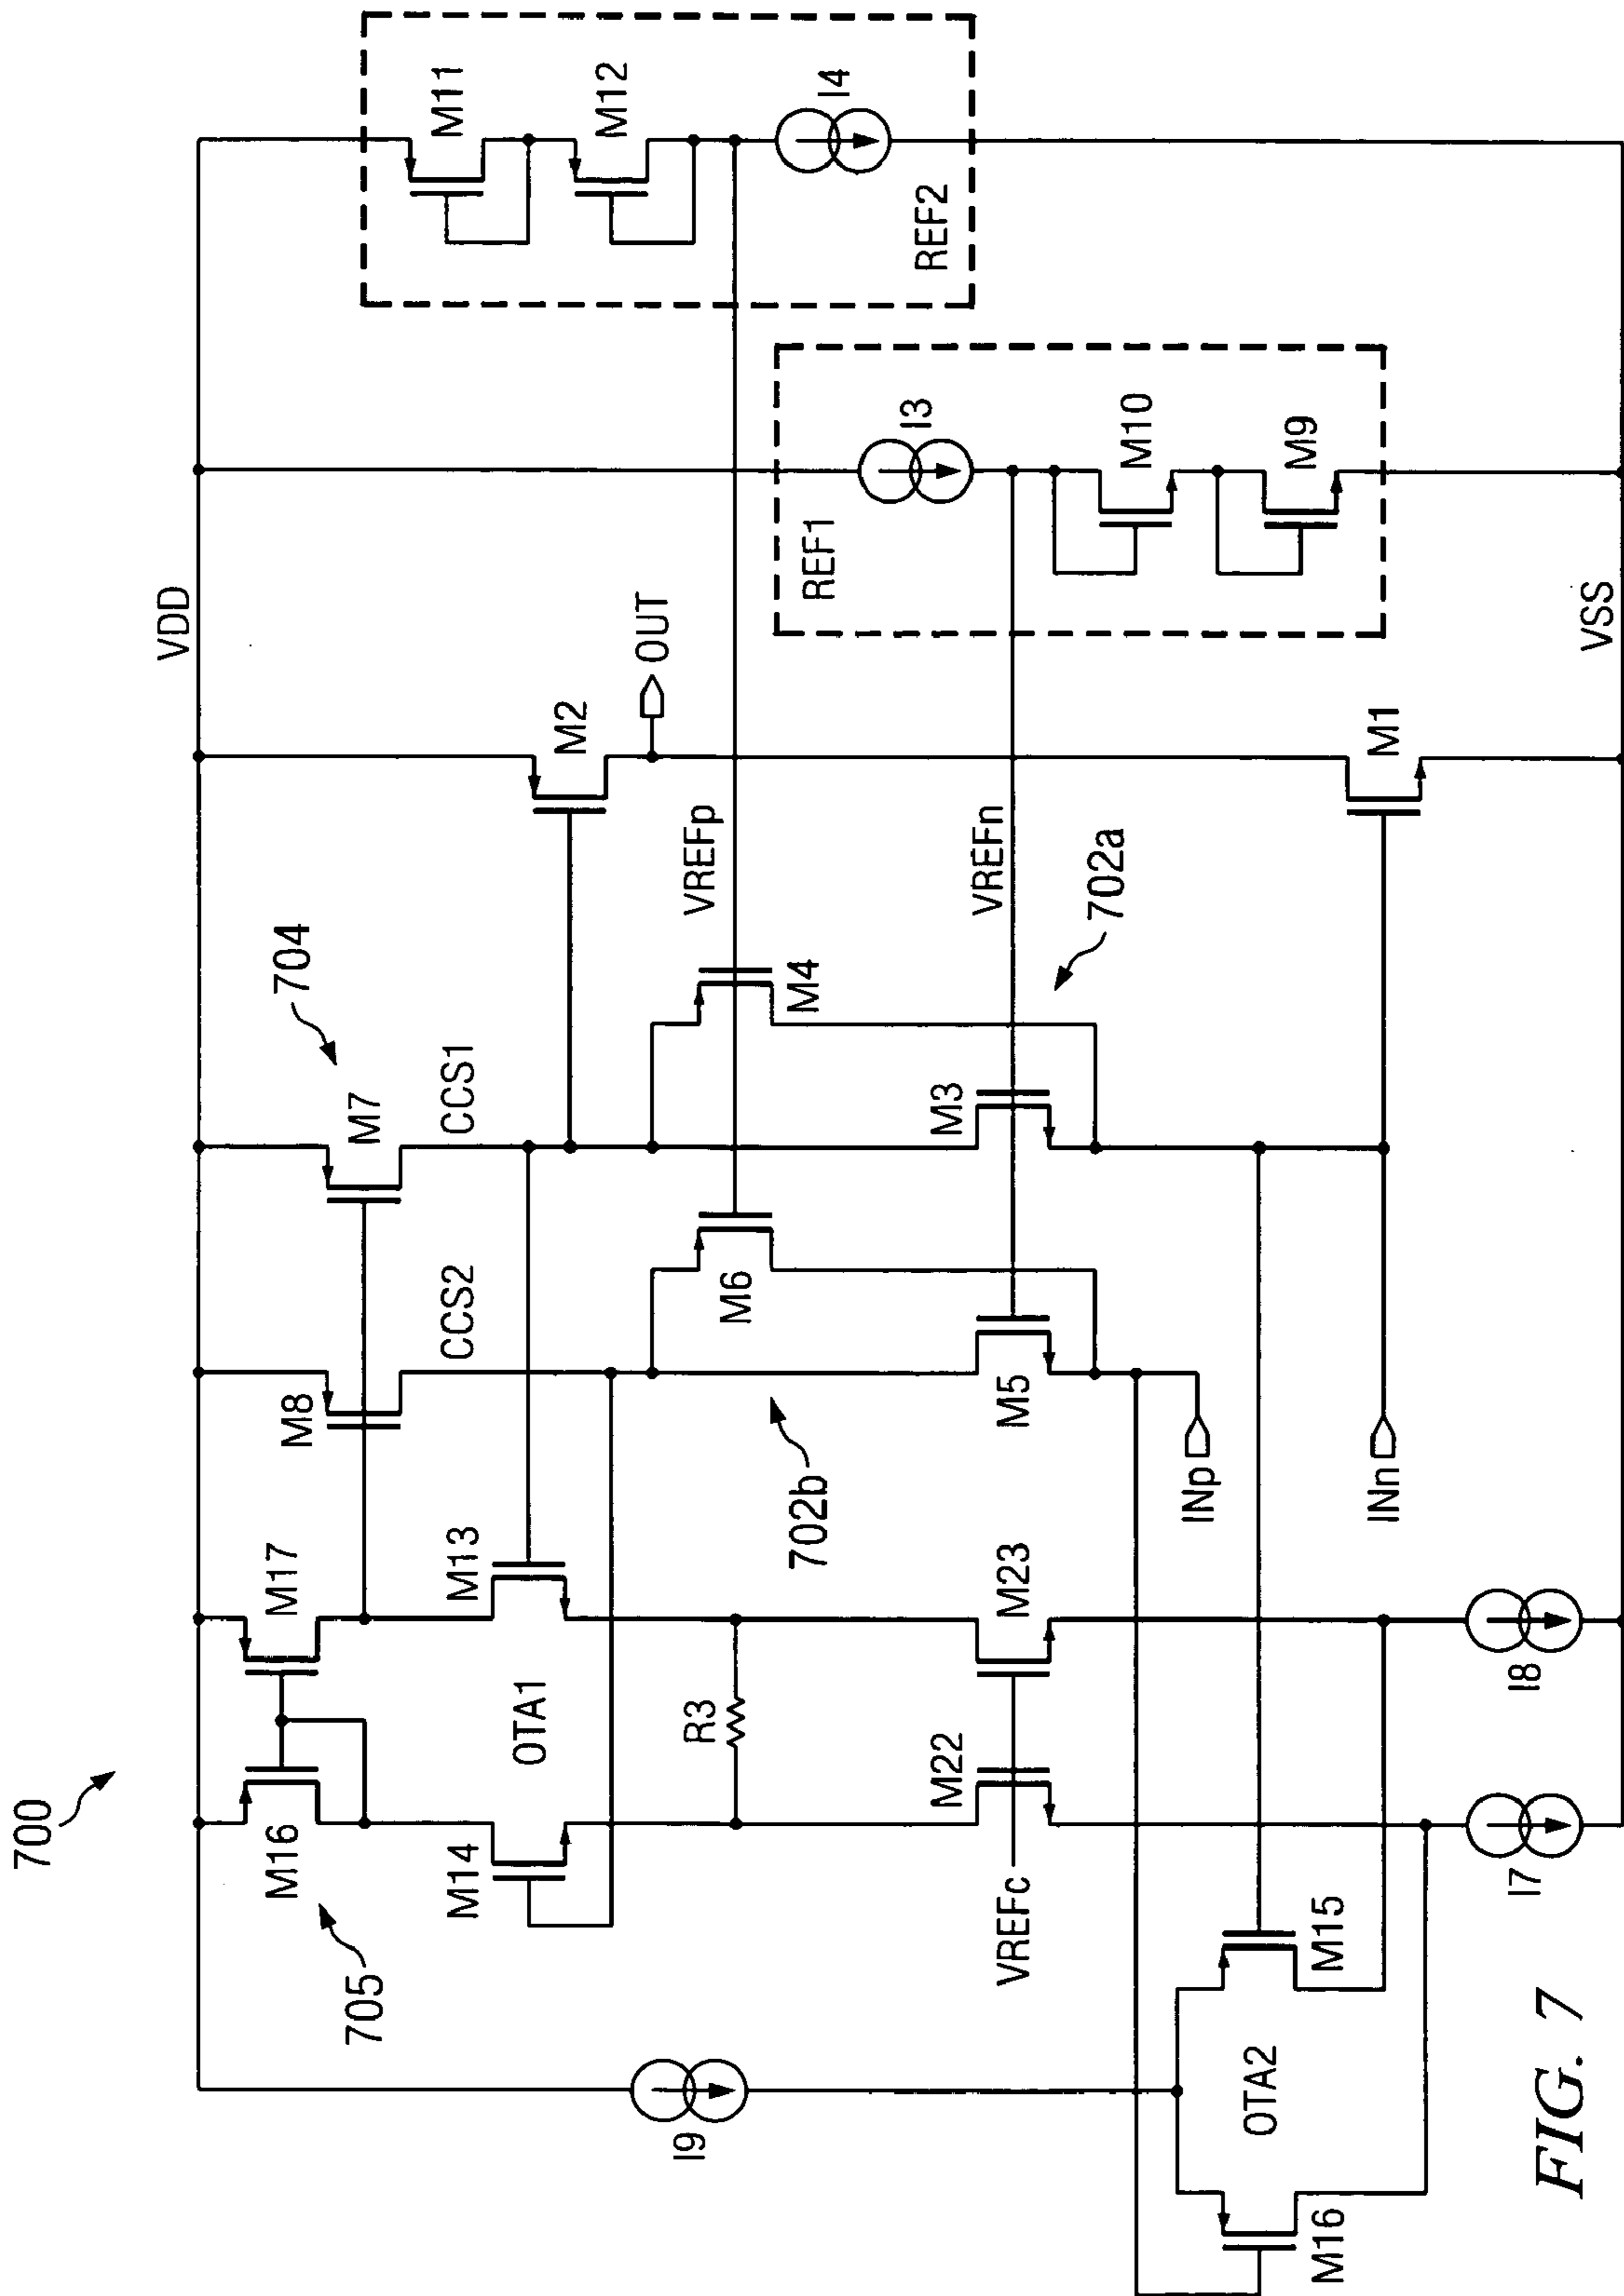 700
VDD
704
705
M16
M17
M8
M7
M11
CCS2
CCS1
M12
M14
M13
OTA1
M2
OUT
I4
I9
R3
M6
M4
VREFp
REF2
702b
REF1
I3
M22
M23
M5
M3
VREFn
VREFc
702a
M10
INp
M9
OTA2
M15
INn
M1
M16
I7
I8
VSS
FIG. 7